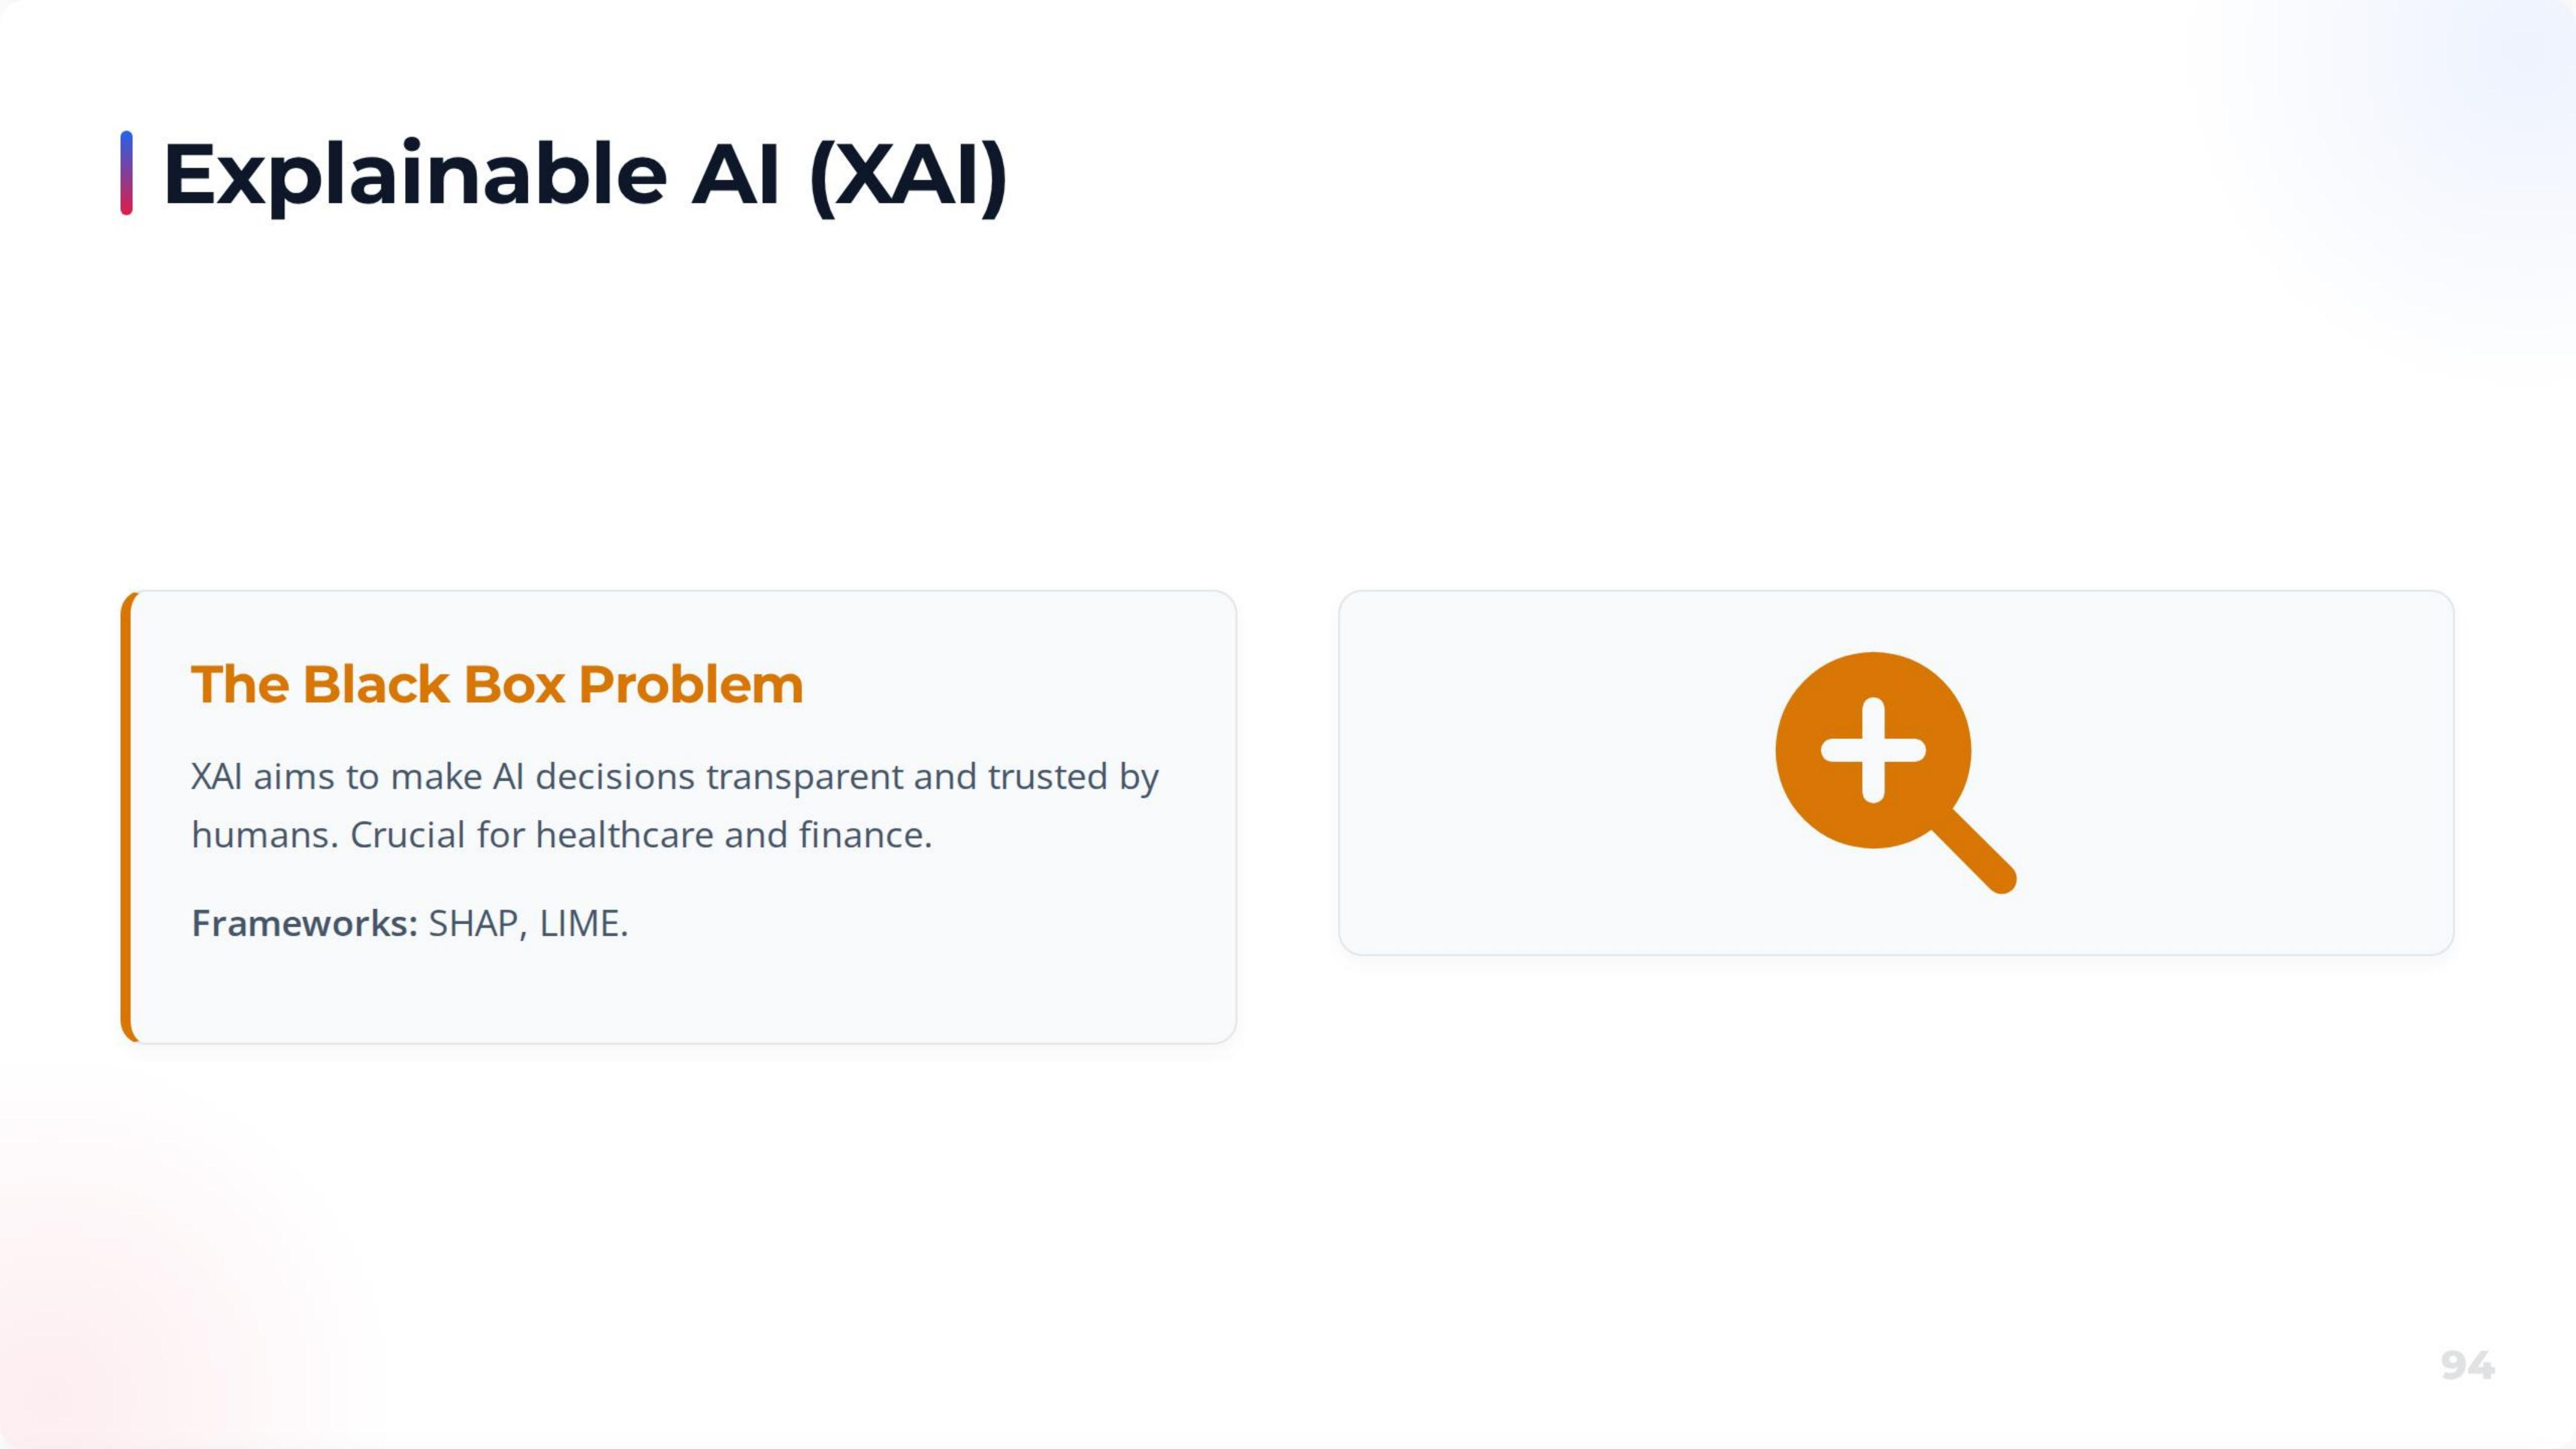 Explainable AI (XAI)
The Black Box Problem
XAI aims to make AI decisions transparent and trusted by
humans. Crucial for healthcare and finance.
Frameworks: SHAP, LIME.
94